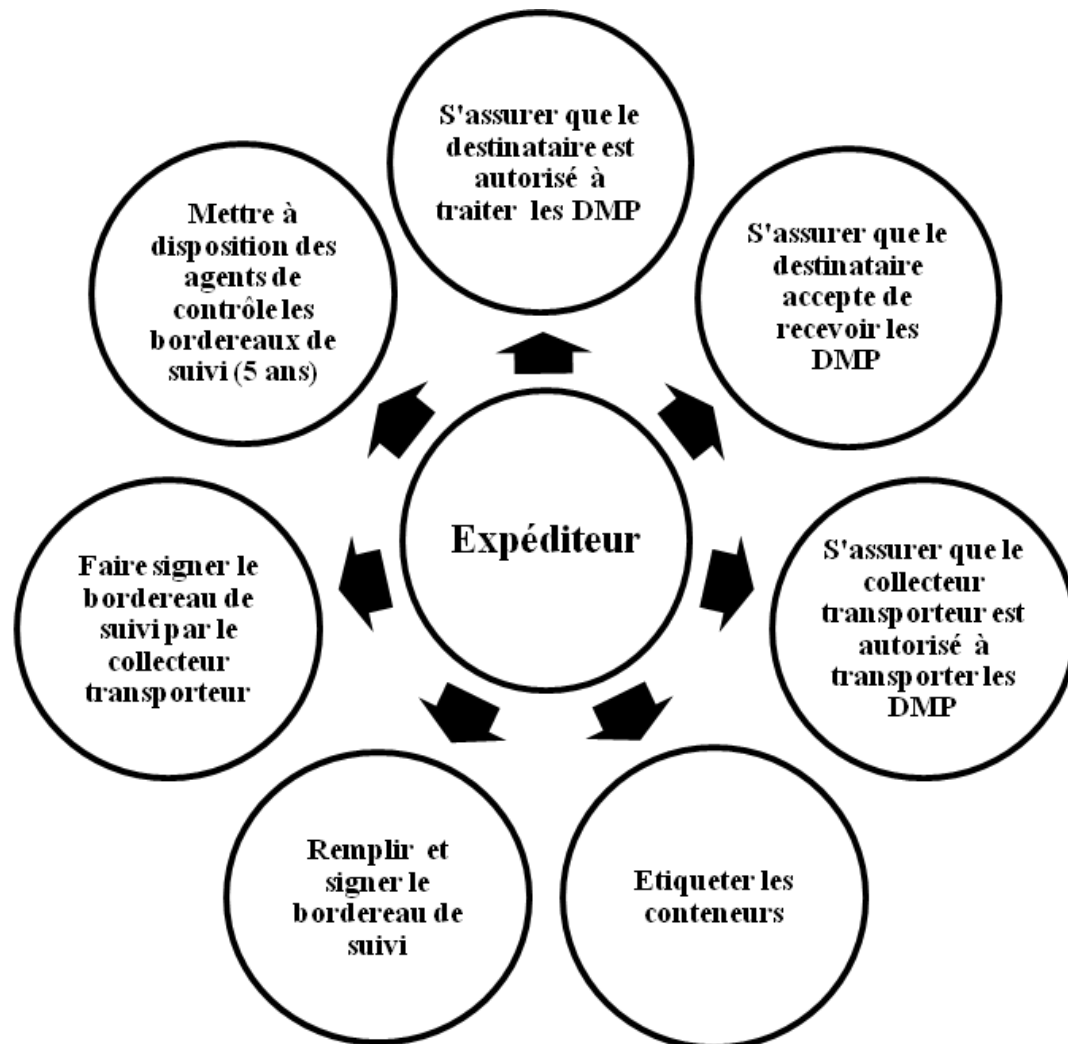 S'assurer que le
destinataire est
autorisé à
traiter les DMP
S'assurer que le
destinataire
accepte de
recevoir les
DMP
S'assurer que le
collecteur
transporteur est
autorisé à
transporter les
DMP
Etiqueter les
conteneurs
Remplir et
signer le
bordereau de
suivi
Faire signer le
bordereau de
suivi par le
collecteur
transporteur
Mettre à
disposition des
agents de
contrôle les
bordereaux de
suivi (5 ans)
Expéditeur